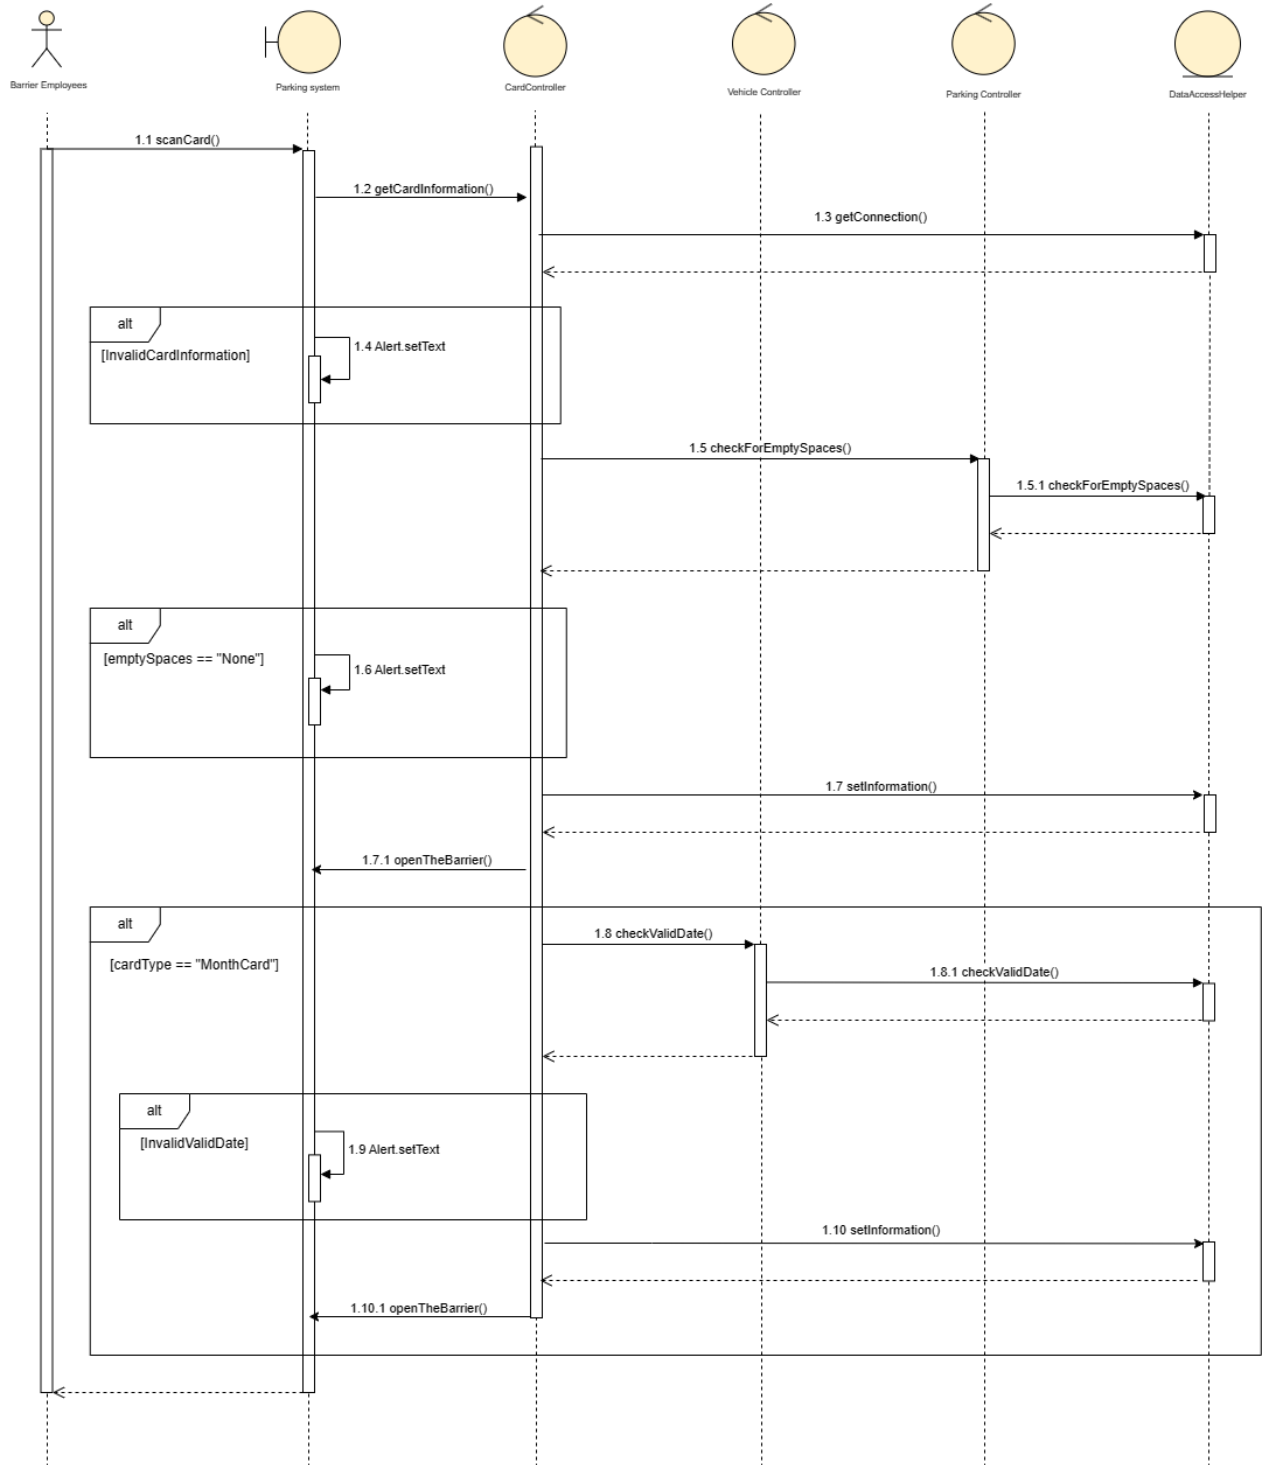 Barrier Employees
Parking system
CardController
Vehicle Controller
Parking Controller
DataAccessHelper
1.1 scanCard()
1.2 getCardInformation()
1.3 getConnection()
alt
[InvalidCardInformation]
1.4 Alert.setText
1.5 checkForEmptySpaces()
1.5.1 checkForEmptySpaces()
alt
[emptySpaces == "None"]
1.6 Alert.setText
1.7 setInformation()
1.7.1 openTheBarrier()
alt
[cardType == "MonthCard"]
1.8 checkValidDate()
1.8.1 checkValidDate()
alt
[InvalidValidDate]
1.9 Alert.setText
1.10 setInformation()
1.10.1 openTheBarrier()